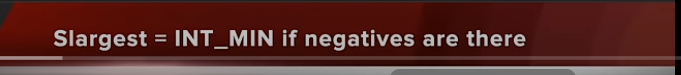 Slargest = INT_MIN if negatives are there